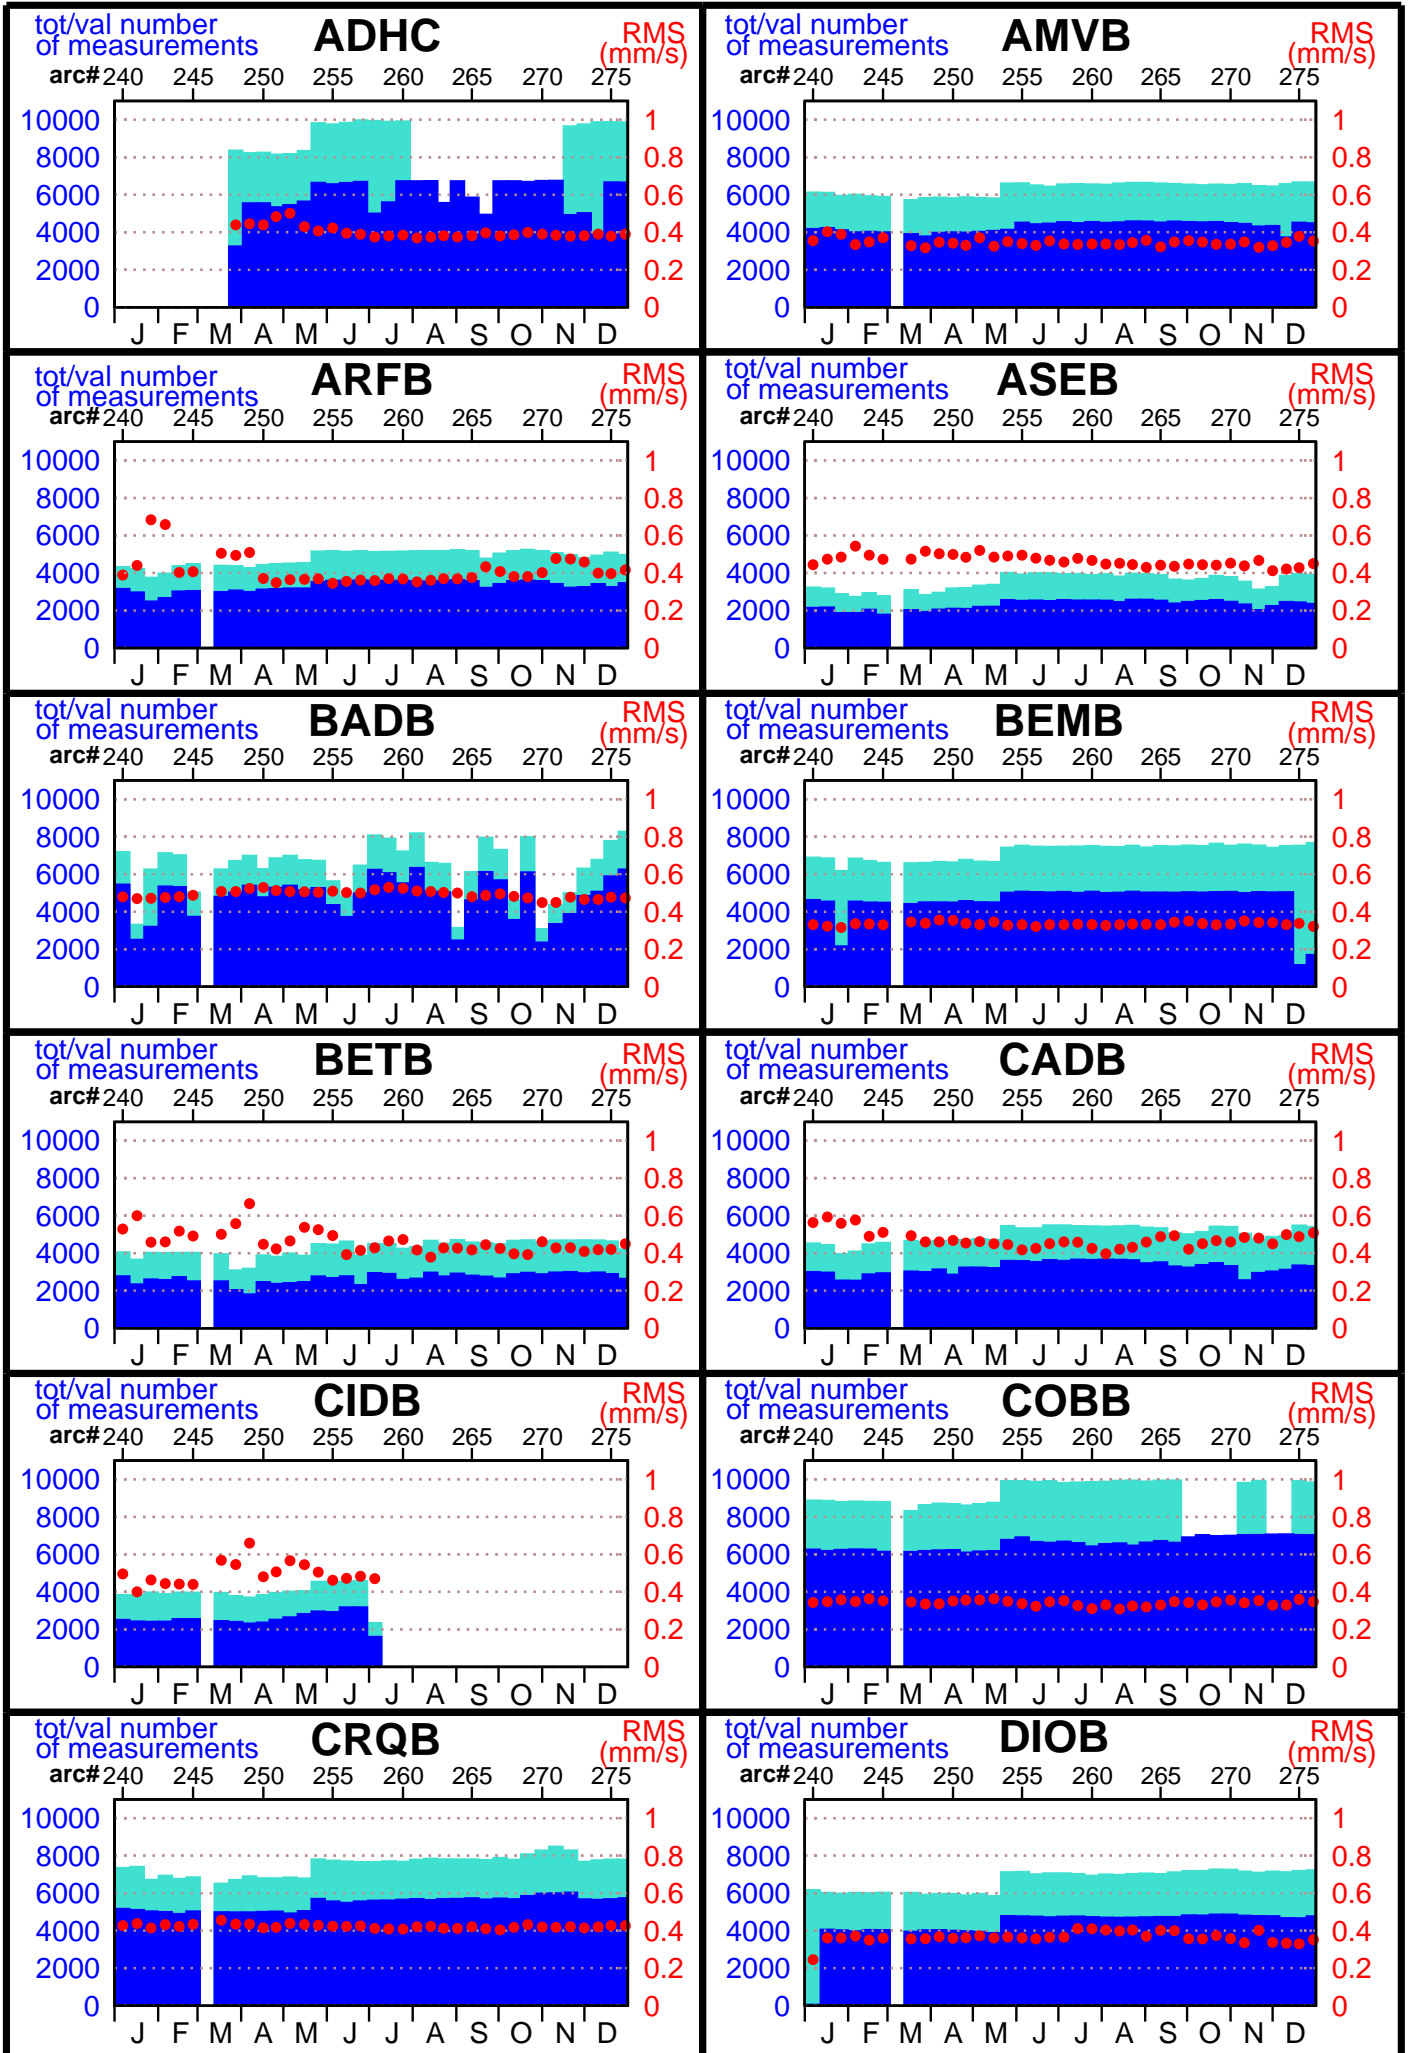 tot/val number of measurements ADHC RMS (mm/s)
arc# 240 245 250 255 260 265 270 275
10000 1
8000 0.8
6000 0.6
4000 0.4
2000 0.2
0 0
J F M A M J J A S O N D
tot/val number of measurements AMVB RMS (mm/s)
arc# 240 245 250 255 260 265 270 275
10000 1
8000 0.8
6000 0.6
4000 0.4
2000 0.2
0 0
J F M A M J J A S O N D
tot/val number of measurements ARFB RMS (mm/s)
arc# 240 245 250 255 260 265 270 275
10000 1
8000 0.8
6000 0.6
4000 0.4
2000 0.2
0 0
J F M A M J J A S O N D
tot/val number of measurements ASEB RMS (mm/s)
arc# 240 245 250 255 260 265 270 275
10000 1
8000 0.8
6000 0.6
4000 0.4
2000 0.2
0 0
J F M A M J J A S O N D
tot/val number of measurements BADB RMS (mm/s)
arc# 240 245 250 255 260 265 270 275
10000 1
8000 0.8
6000 0.6
4000 0.4
2000 0.2
0 0
J F M A M J J A S O N D
tot/val number of measurements BEMB RMS (mm/s)
arc# 240 245 250 255 260 265 270 275
10000 1
8000 0.8
6000 0.6
4000 0.4
2000 0.2
0 0
J F M A M J J A S O N D
tot/val number of measurements BETB RMS (mm/s)
arc# 240 245 250 255 260 265 270 275
10000 1
8000 0.8
6000 0.6
4000 0.4
2000 0.2
0 0
J F M A M J J A S O N D
tot/val number of measurements CADB RMS (mm/s)
arc# 240 245 250 255 260 265 270 275
10000 1
8000 0.8
6000 0.6
4000 0.4
2000 0.2
0 0
J F M A M J J A S O N D
tot/val number of measurements CIDB RMS (mm/s)
arc# 240 245 250 255 260 265 270 275
10000 1
8000 0.8
6000 0.6
4000 0.4
2000 0.2
0 0
J F M A M J J A S O N D
tot/val number of measurements COBB RMS (mm/s)
arc# 240 245 250 255 260 265 270 275
10000 1
8000 0.8
6000 0.6
4000 0.4
2000 0.2
0 0
J F M A M J J A S O N D
tot/val number of measurements CRQB RMS (mm/s)
arc# 240 245 250 255 260 265 270 275
10000 1
8000 0.8
6000 0.6
4000 0.4
2000 0.2
0 0
J F M A M J J A S O N D
tot/val number of measurements DIOB RMS (mm/s)
arc# 240 245 250 255 260 265 270 275
10000 1
8000 0.8
6000 0.6
4000 0.4
2000 0.2
0 0
J F M A M J J A S O N D